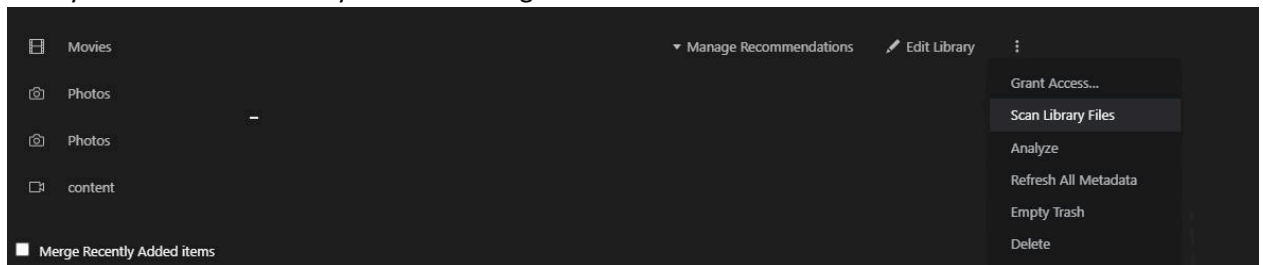 Movies
Manage Recommendations Edit Library
Grant Access...
Photos
Scan Library Files
Photos
Analyze
content
Refresh All Metadata
Empty Trash
Delete
Merge Recently Added items